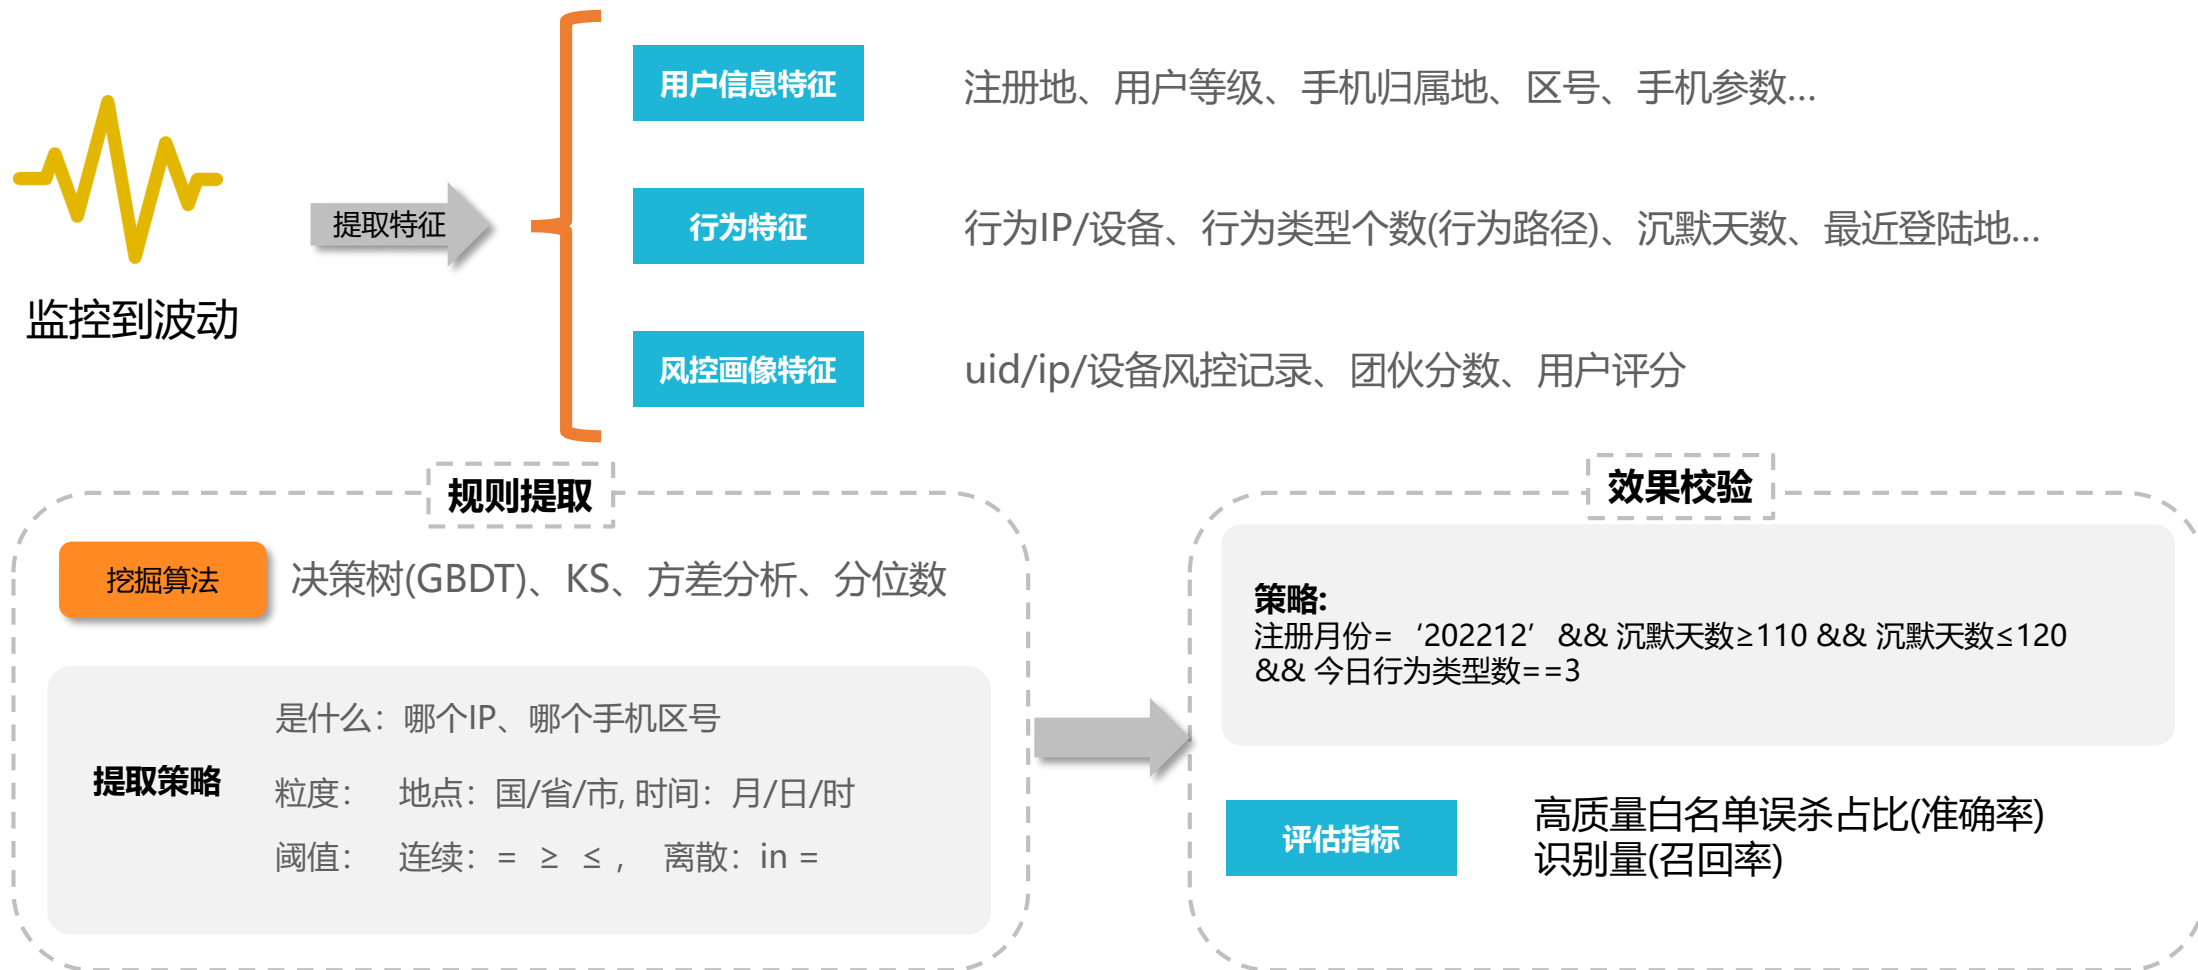 用户信息特征
注册地、用户等级、手机归属地、区号、手机参数...
提取特征
行为特征
行为IP/设备、行为类型个数(行为路径)、沉默天数、最近登陆地...
监控到波动
风控画像特征
uid/ip/设备风控记录、团伙分数、用户评分
规则提取
挖掘算法
决策树(GBDT)、KS、方差分析、分位数
提取策略
是什么：哪个IP、哪个手机区号
粒度： 地点：国/省/市, 时间：月/日/时
阈值： 连续：= ≥ ≤ , 离散：in =
效果校验
策略:
注册月份=‘202212’&& 沉默天数≥110 && 沉默天数≤120
&& 今日行为类型数==3
评估指标
高质量白名单误杀占比(准确率)
识别量(召回率)